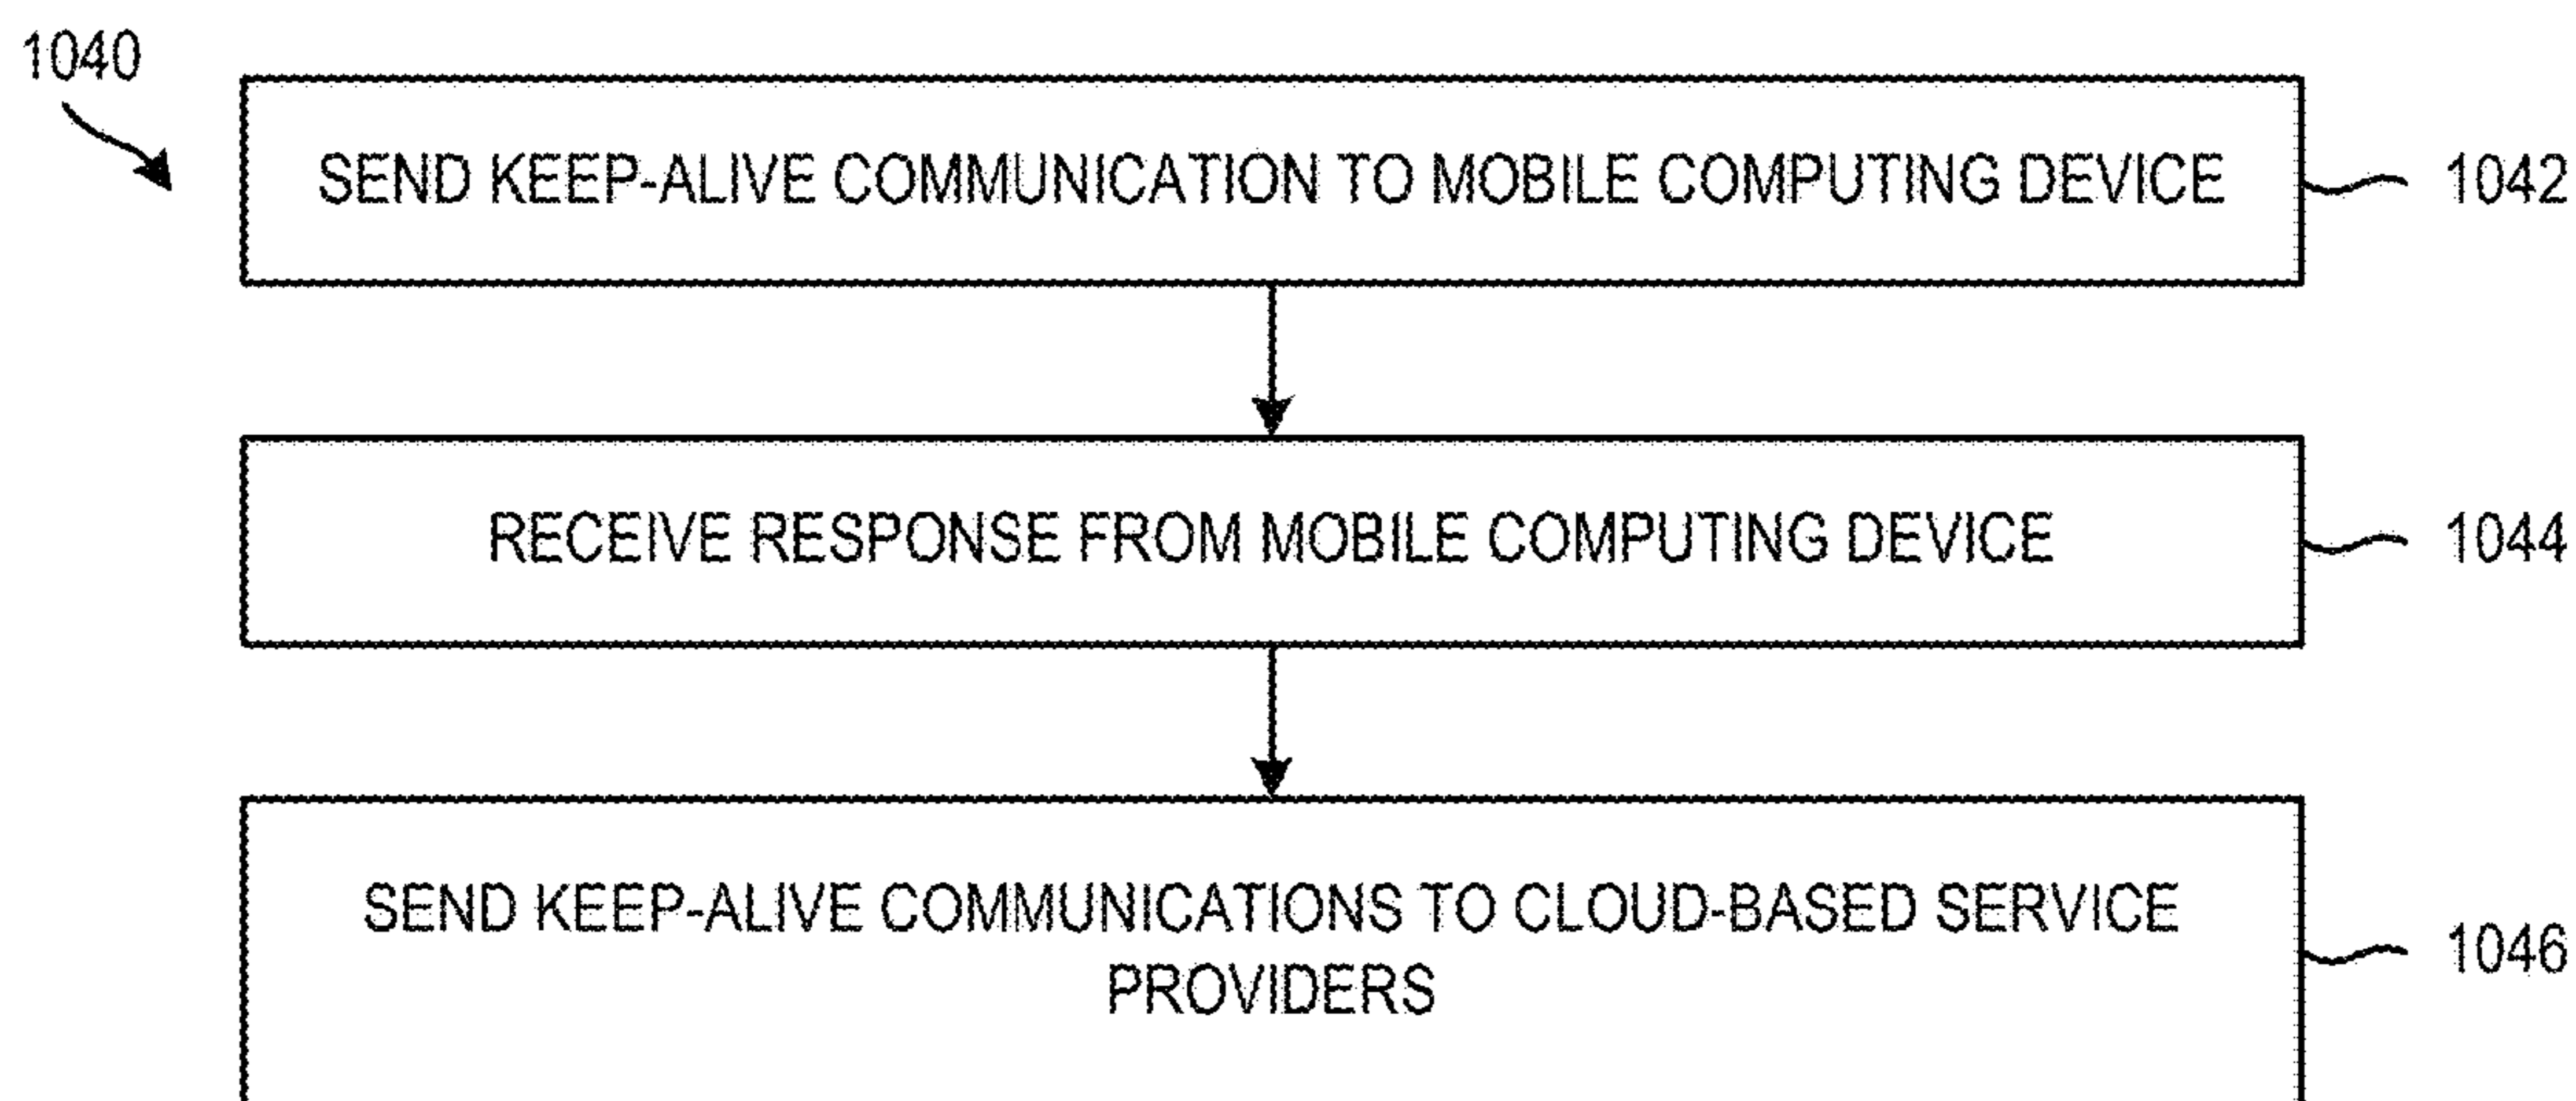 1040
SEND KEEP-ALIVE COMMUNICATION TO MOBILE COMPUTING DEVICE
1042
RECEIVE RESPONSE FROM MOBILE COMPUTING DEVICE
1044
SEND KEEP-ALIVE COMMUNICATIONS TO CLOUD-BASED SERVICE
PROVIDERS
1046